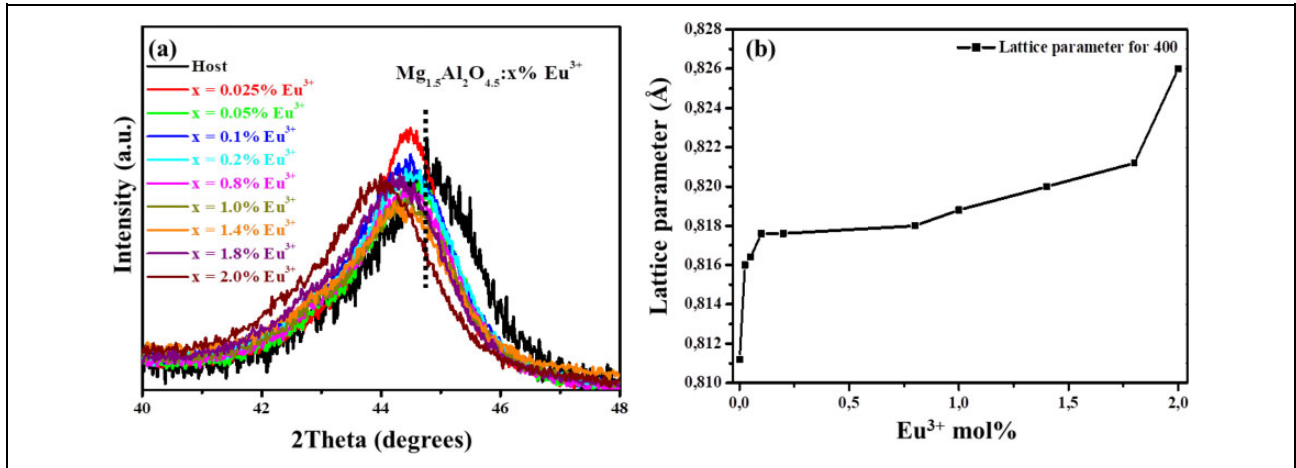 (a)
Host
x = 0.025% Eu³⁺
x = 0.05% Eu³⁺
x = 0.1% Eu³⁺
x = 0.2% Eu³⁺
x = 0.8% Eu³⁺
x = 1.0% Eu³⁺
x = 1.4% Eu³⁺
x = 1.8% Eu³⁺
x = 2.0% Eu³⁺
Mg₁.₅Al₂O₄.₅:x% Eu³⁺
Intensity (a.u.)
40 42 44 46 48
2Theta (degrees)
(b)
Lattice parameter for 400
Lattice parameter (Å)
0,828
0,826
0,824
0,822
0,820
0,818
0,816
0,814
0,812
0,810
0,0 0,5 1,0 1,5 2,0
Eu³⁺ mol%